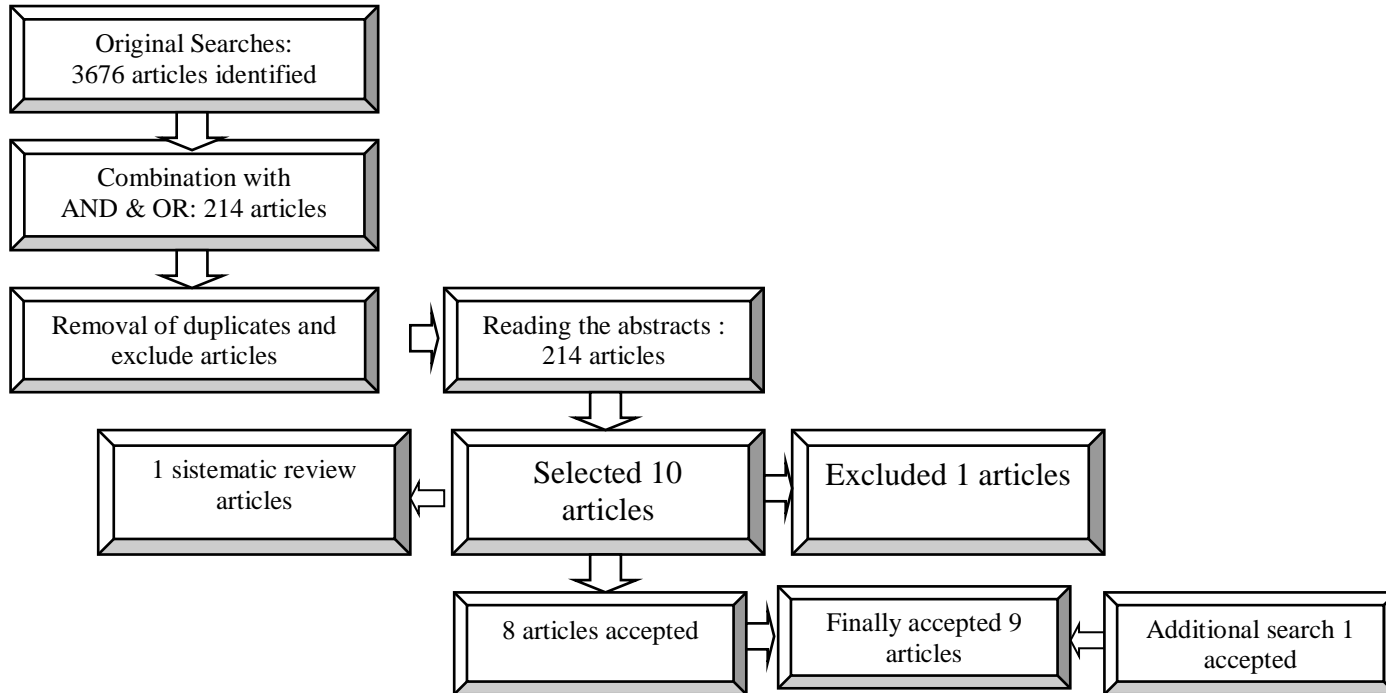 Original Searches:
3676 articles identified
Combination with
AND & OR: 214 articles
Removal of duplicates and
exclude articles
Reading the abstracts :
214 articles
1 sistematic review
articles
Selected 10
articles
Excluded 1 articles
8 articles accepted
Finally accepted 9
articles
Additional search 1
accepted